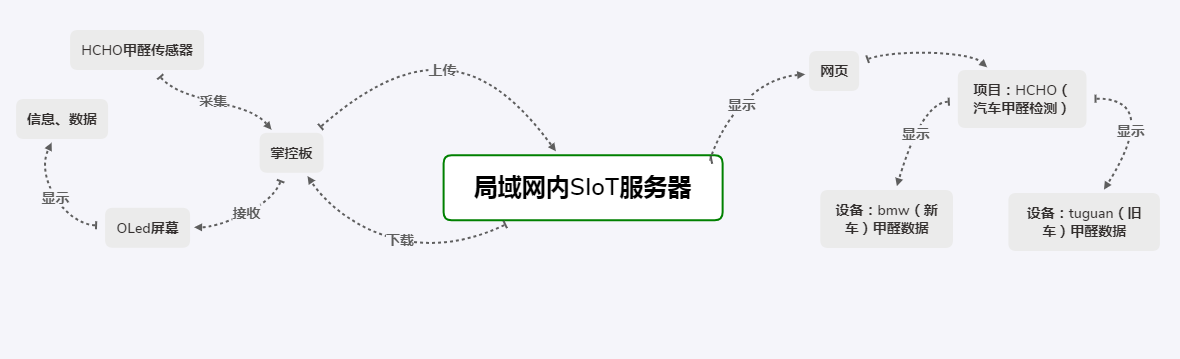 HCHO甲醛传感器
采集
信息、数据
显示
掌控板
接收
OLed屏幕
上传
下载
局域网内SIoT服务器
显示
网页
项目：HCHO（
汽车甲醛检测）
显示
显示
设备：bmw（新
车）甲醛数据
设备：tuguan（旧
车）甲醛数据